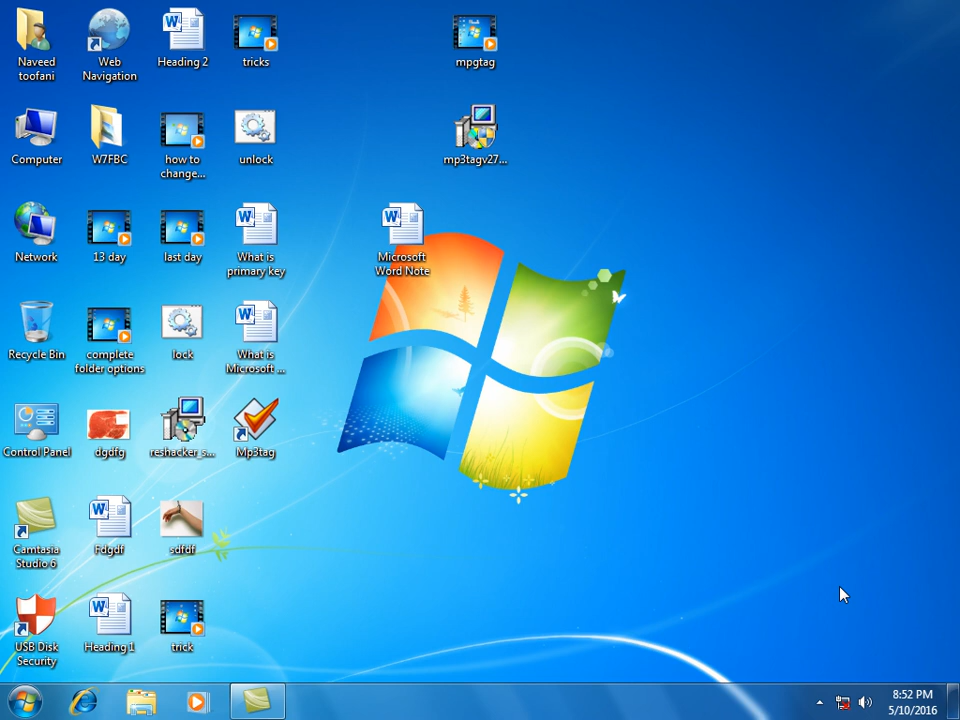 Naveed
toofani
Web
Navigation
Heading 2
tricks
mpgtag
Computer
W7FBC
how to
change...
unlock
mp3tagv27...
Network
13 day
last day
What is
primary key
Microsoft
Word Note
Recycle Bin
complete
folder options
lock
What is
Microsoft ...
Control Panel
dgdfg
reshacker_s...
Mp3tag
Camtasia
Studio 6
Fdgdf
sdfdf
USB Disk
Security
Heading 1
trick
8:52 PM
5/10/2016